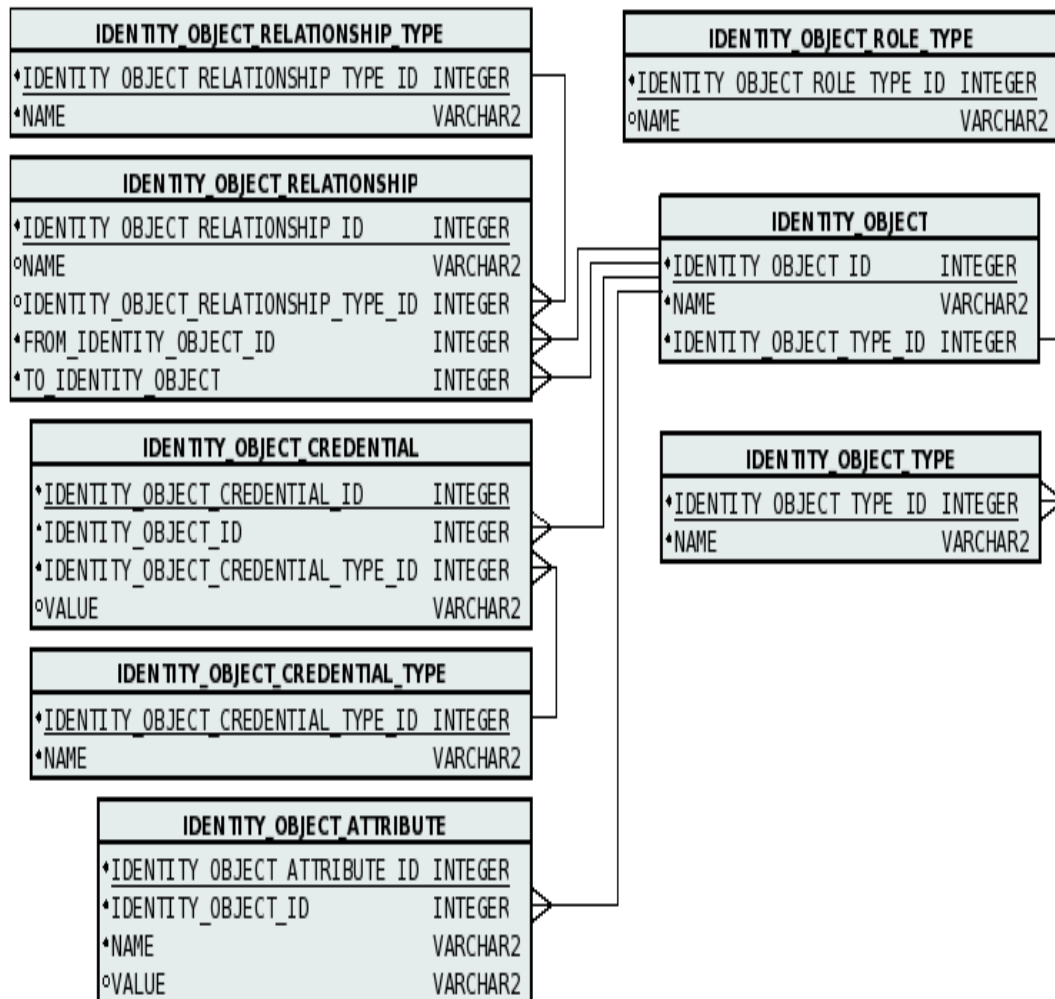 IDENTITY_OBJECT_RELATIONSHIP_TYPE
IDENTITY_OBJECT_RELATIONSHIP_TYPE_ID INTEGER
NAME VARCHAR2
IDENTITY_OBJECT_RELATIONSHIP
IDENTITY_OBJECT_RELATIONSHIP_ID INTEGER
NAME VARCHAR2
IDENTITY_OBJECT_RELATIONSHIP_TYPE_ID INTEGER
FROM_IDENTITY_OBJECT_ID INTEGER
TO_IDENTITY_OBJECT INTEGER
IDENTITY_OBJECT_CREDENTIAL
IDENTITY_OBJECT_CREDENTIAL_ID INTEGER
IDENTITY_OBJECT_ID INTEGER
IDENTITY_OBJECT_CREDENTIAL_TYPE_ID INTEGER
VALUE VARCHAR2
IDENTITY_OBJECT_CREDENTIAL_TYPE
IDENTITY_OBJECT_CREDENTIAL_TYPE_ID INTEGER
NAME VARCHAR2
IDENTITY_OBJECT_ATTRIBUTE
IDENTITY_OBJECT_ATTRIBUTE_ID INTEGER
IDENTITY_OBJECT_ID INTEGER
NAME VARCHAR2
VALUE VARCHAR2
IDENTITY_OBJECT_ROLE_TYPE
IDENTITY_OBJECT_ROLE_TYPE_ID INTEGER
NAME VARCHAR2
IDENTITY_OBJECT
IDENTITY_OBJECT_ID INTEGER
NAME VARCHAR2
IDENTITY_OBJECT_TYPE_ID INTEGER
IDENTITY_OBJECT_TYPE
IDENTITY_OBJECT_TYPE_ID INTEGER
NAME VARCHAR2